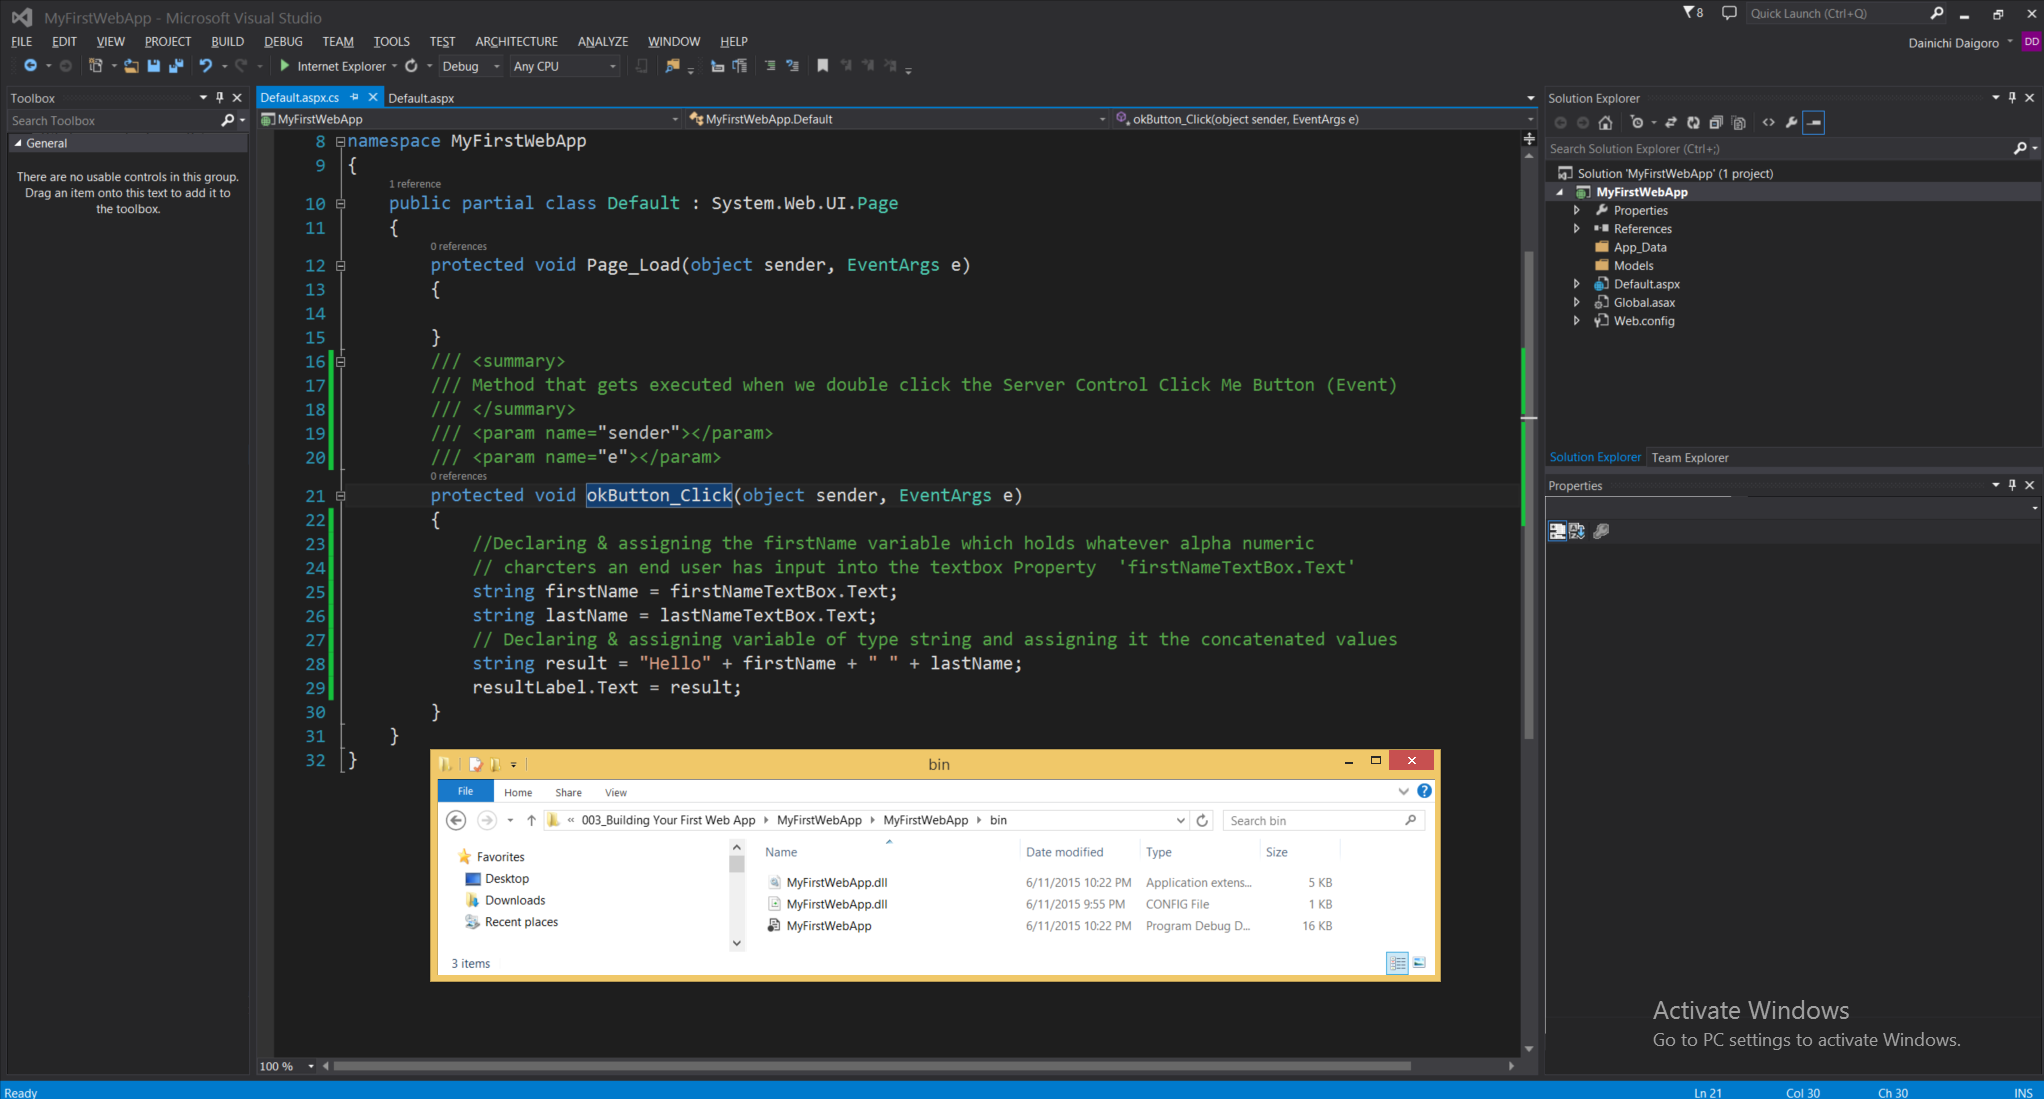 MyFirstWebApp - Microsoft Visual Studio
8
Quick Launch (Ctrl+Q)
FILE EDIT VIEW PROJECT BUILD DEBUG TEAM TOOLS TEST ARCHITECTURE ANALYZE WINDOW HELP
Dainichi Daigoro DD
Internet Explorer Debug Any CPU
Toolbox
Search Toolbox
General
There are no usable controls in this group.
Drag an item onto this text to add it to
the toolbox.
Default.aspx.cs Default.aspx
MyFirstWebApp MyFirstWebApp.Default okButton_Click(object sender, EventArgs e)
8 namespace MyFirstWebApp
9 {
1 reference
10 public partial class Default : System.Web.UI.Page
11 {
0 references
12 protected void Page_Load(object sender, EventArgs e)
13 {
14
15 }
16 /// <summary>
17 /// Method that gets executed when we double click the Server Control Click Me Button (Event)
18 /// </summary>
19 /// <param name="sender"></param>
20 /// <param name="e"></param>
0 references
21 protected void okButton_Click(object sender, EventArgs e)
22 {
23 //Declaring & assigning the firstName variable which holds whatever alpha numeric
24 // charcters an end user has input into the textbox Property  'firstNameTextBox.Text'
25 string firstName = firstNameTextBox.Text;
26 string lastName = lastNameTextBox.Text;
27 // Declaring & assigning variable of type string and assigning it the concatenated values
28 string result = "Hello" + firstName + " " + lastName;
29 resultLabel.Text = result;
30 }
31 }
32 }
bin
File Home Share View
« 003_Building Your First Web App MyFirstWebApp MyFirstWebApp bin
Search bin
Favorites
Desktop
Downloads
Recent places
Name Date modified Type Size
MyFirstWebApp.dll 6/11/2015 10:22 PM Application extens... 5 KB
MyFirstWebApp.dll 6/11/2015 9:55 PM CONFIG File 1 KB
MyFirstWebApp 6/11/2015 10:22 PM Program Debug D... 16 KB
3 items
100 %
Solution Explorer
Search Solution Explorer (Ctrl+;)
Solution 'MyFirstWebApp' (1 project)
MyFirstWebApp
Properties
References
App_Data
Models
Default.aspx
Global.asax
Web.config
Solution Explorer Team Explorer
Properties
Activate Windows
Go to PC settings to activate Windows.
Ready Ln 21 Col 30 Ch 30 INS